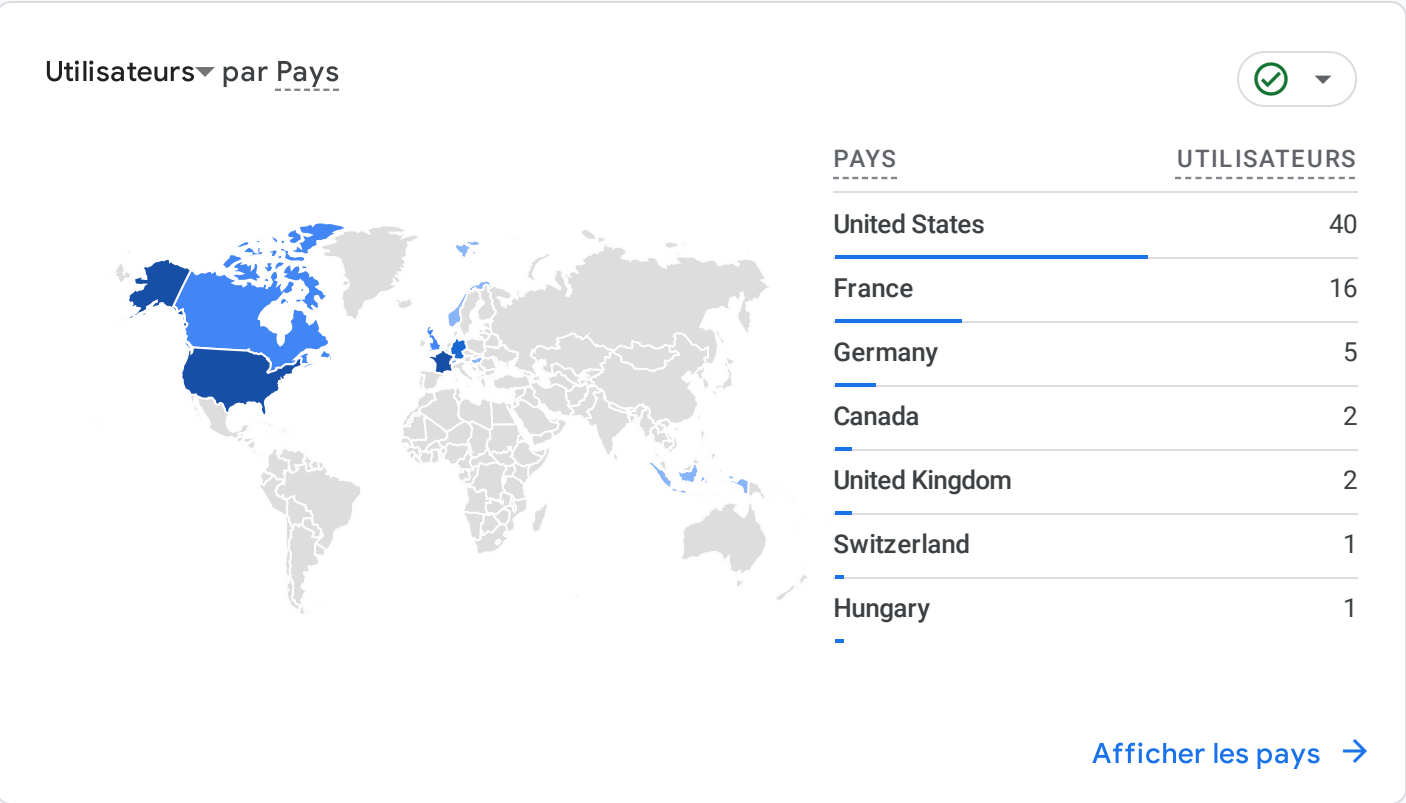 Utilisateurs par Pays
PAYS UTILISATEURS
United States 40
France 16
Germany 5
Canada 2
United Kingdom 2
Switzerland 1
Hungary 1
Afficher les pays